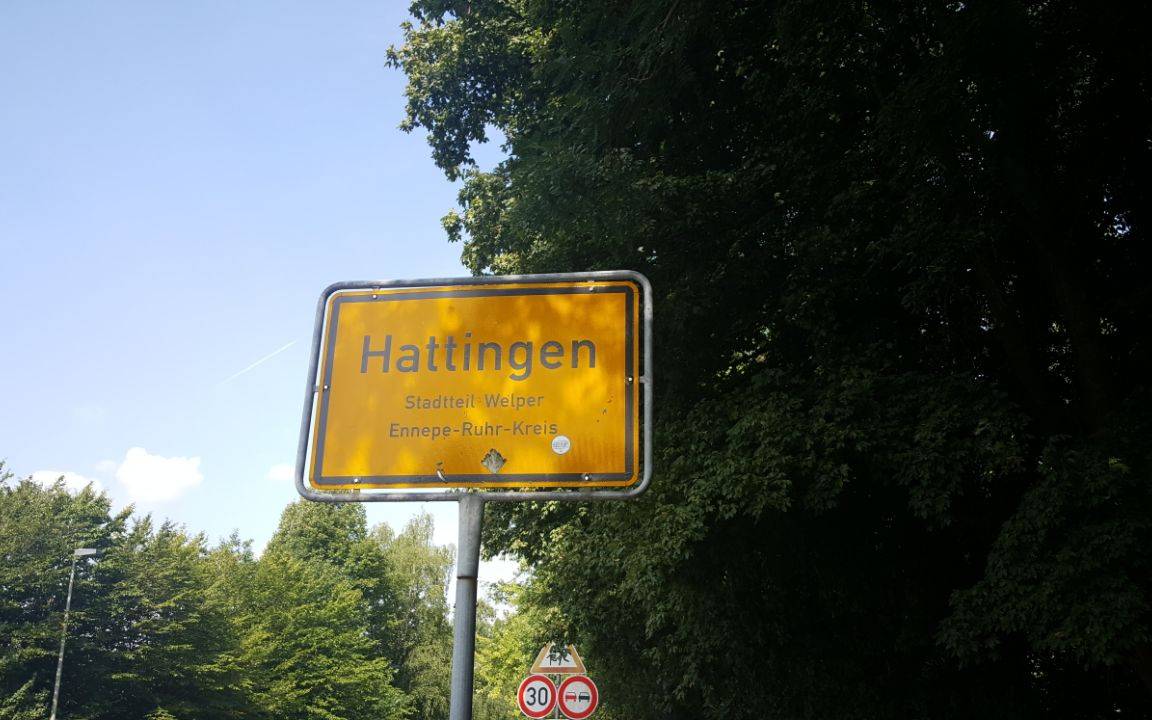 Hattingen
Stadtteil Welper
Ennepe-Ruhr-Kreis
30